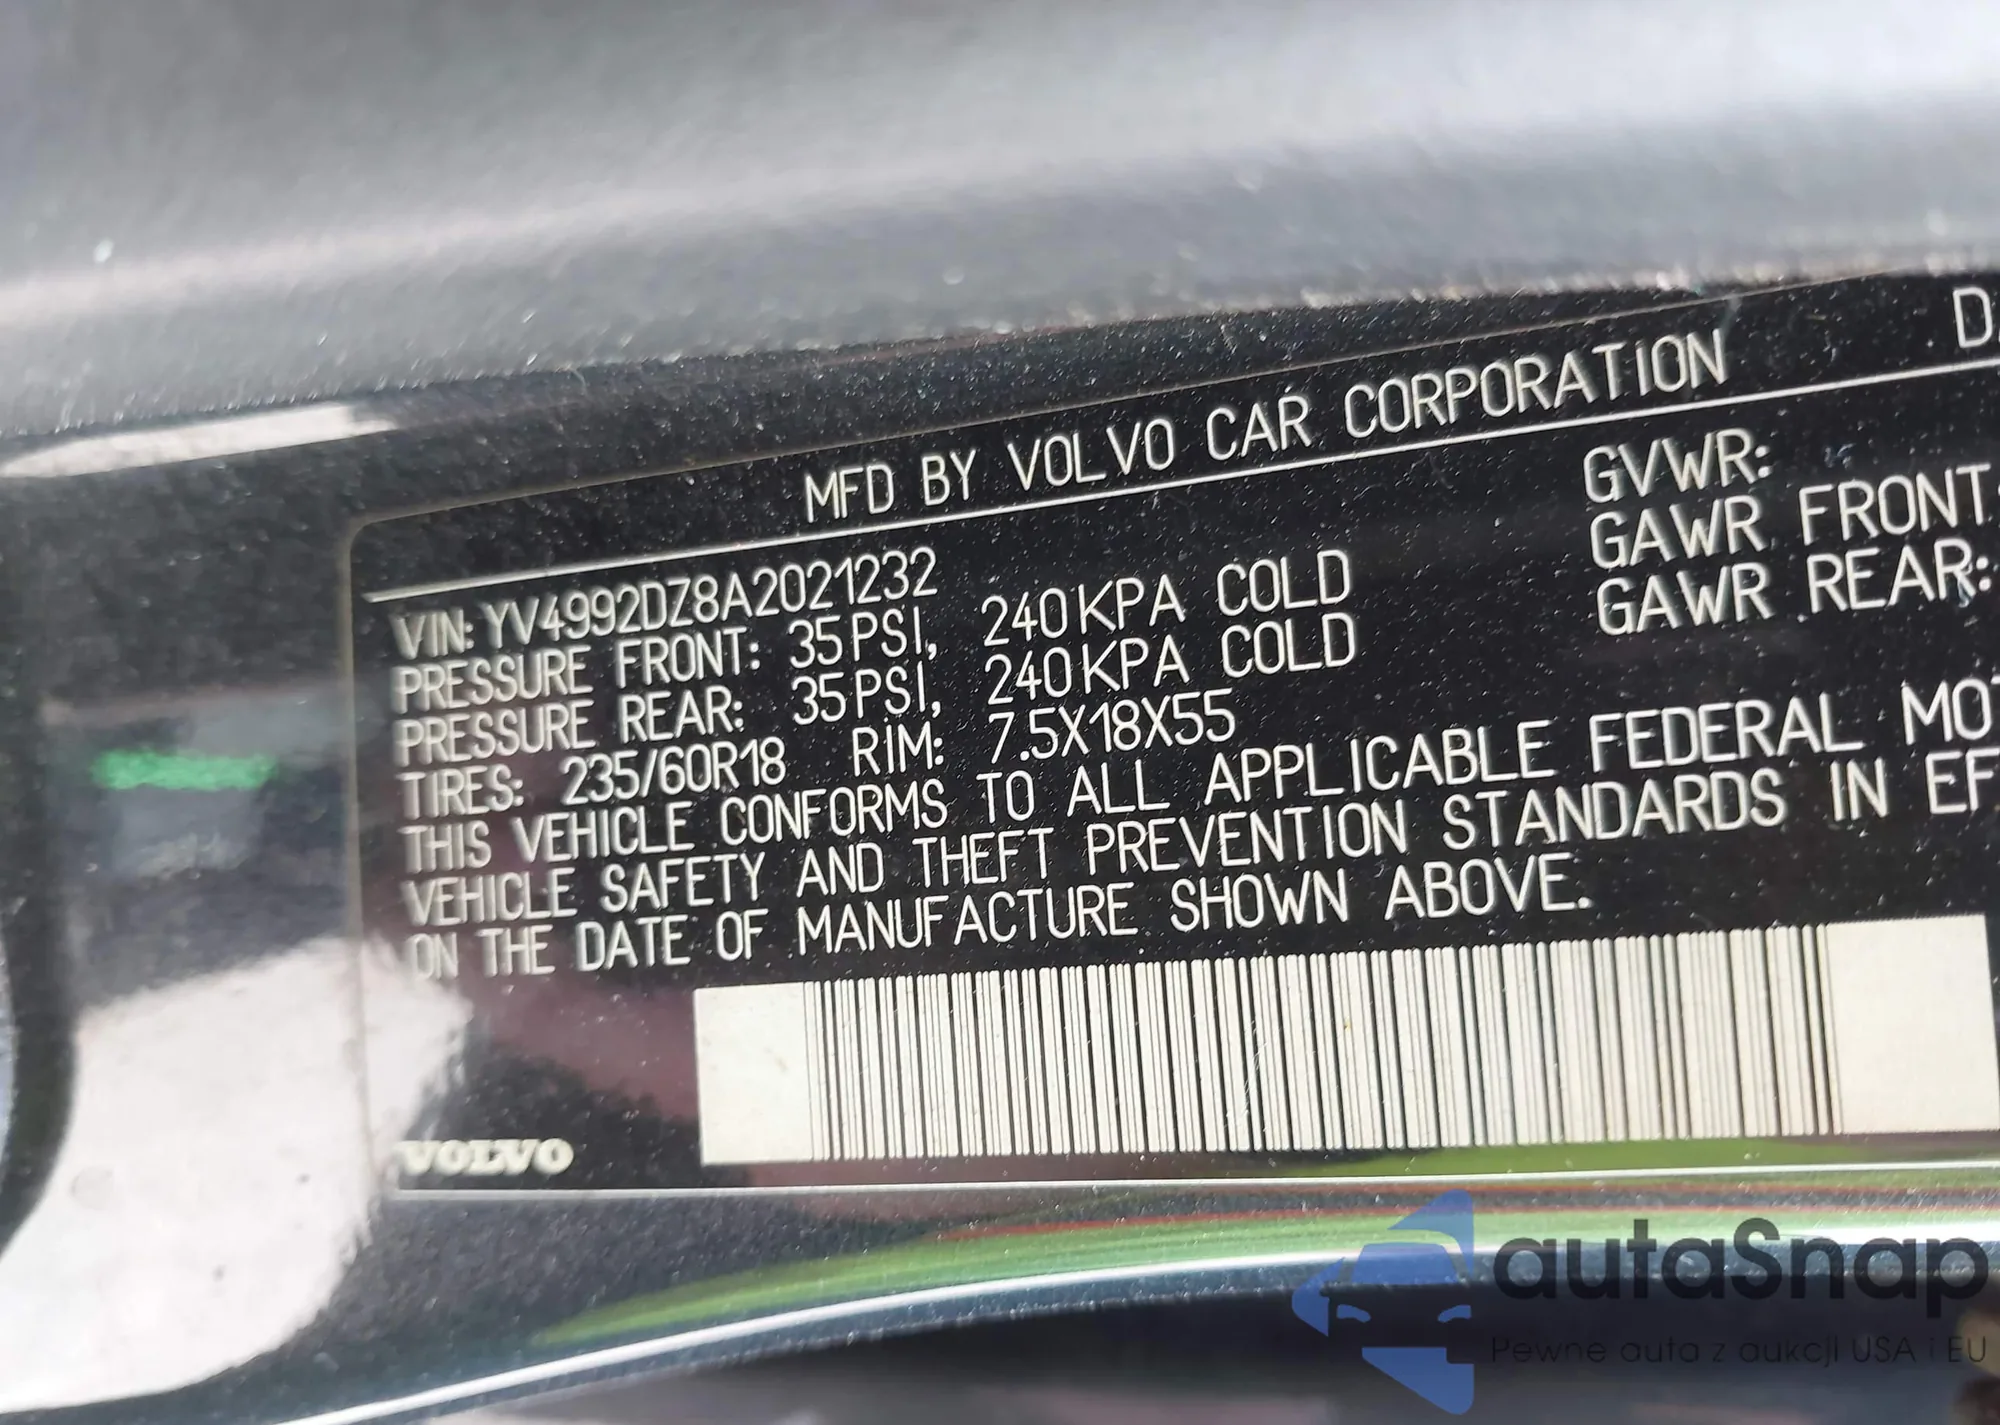 MFD BY VOLVO CAR CORPORATION D
VIN: YV4992DZ8A2021232 GVWR:
PRESSURE FRONT: 35PSI, 240KPA COLD GAWR FRONT:
PRESSURE REAR: 35PSI, 240KPA COLD GAWR REAR:
TIRES: 235/60R18 RIM: 7.5X18X55
THIS VEHICLE CONFORMS TO ALL APPLICABLE FEDERAL MOT
VEHICLE SAFETY AND THEFT PREVENTION STANDARDS IN EF
ON THE DATE OF MANUFACTURE SHOWN ABOVE.
VOLVO
autaSnap
Pewne auta z aukcji USA i EU